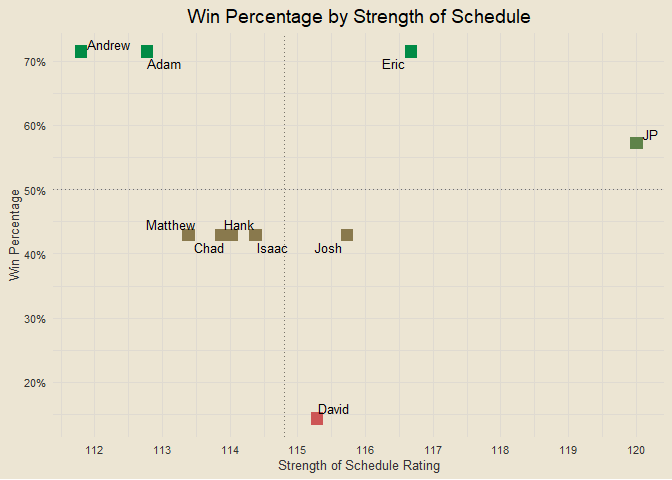 Win Percentage by Strength of Schedule
Andrew
Adam
Eric
JP
Matthew
Hank
Chad
Isaac
Josh
David
70%
60%
50%
40%
30%
20%
Win Percentage
112 113 114 115 116 117 118 119 120
Strength of Schedule Rating